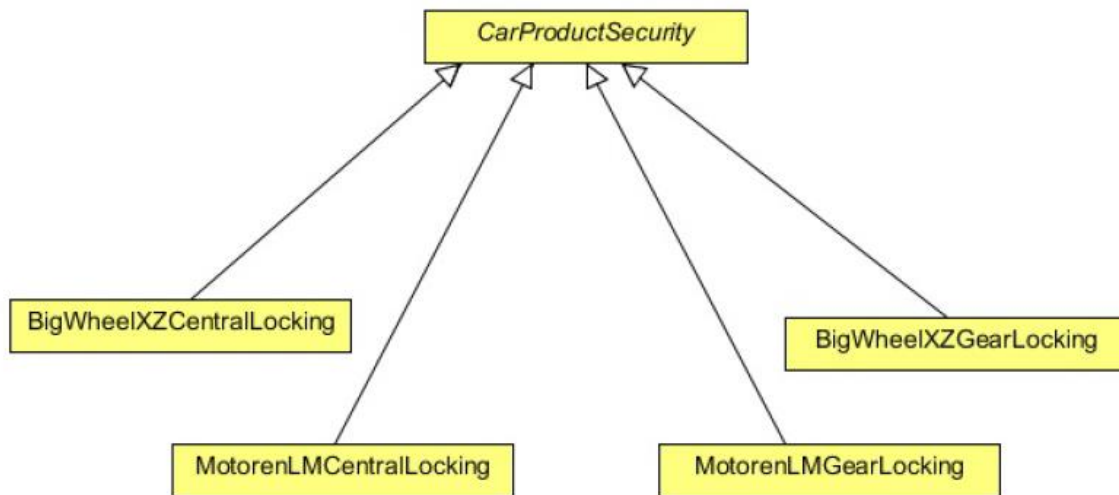 CarProductSecurity
BigWheelXZCentralLocking
BigWheelXZGearLocking
MotorenLMCentralLocking
MotorenLMGearLocking